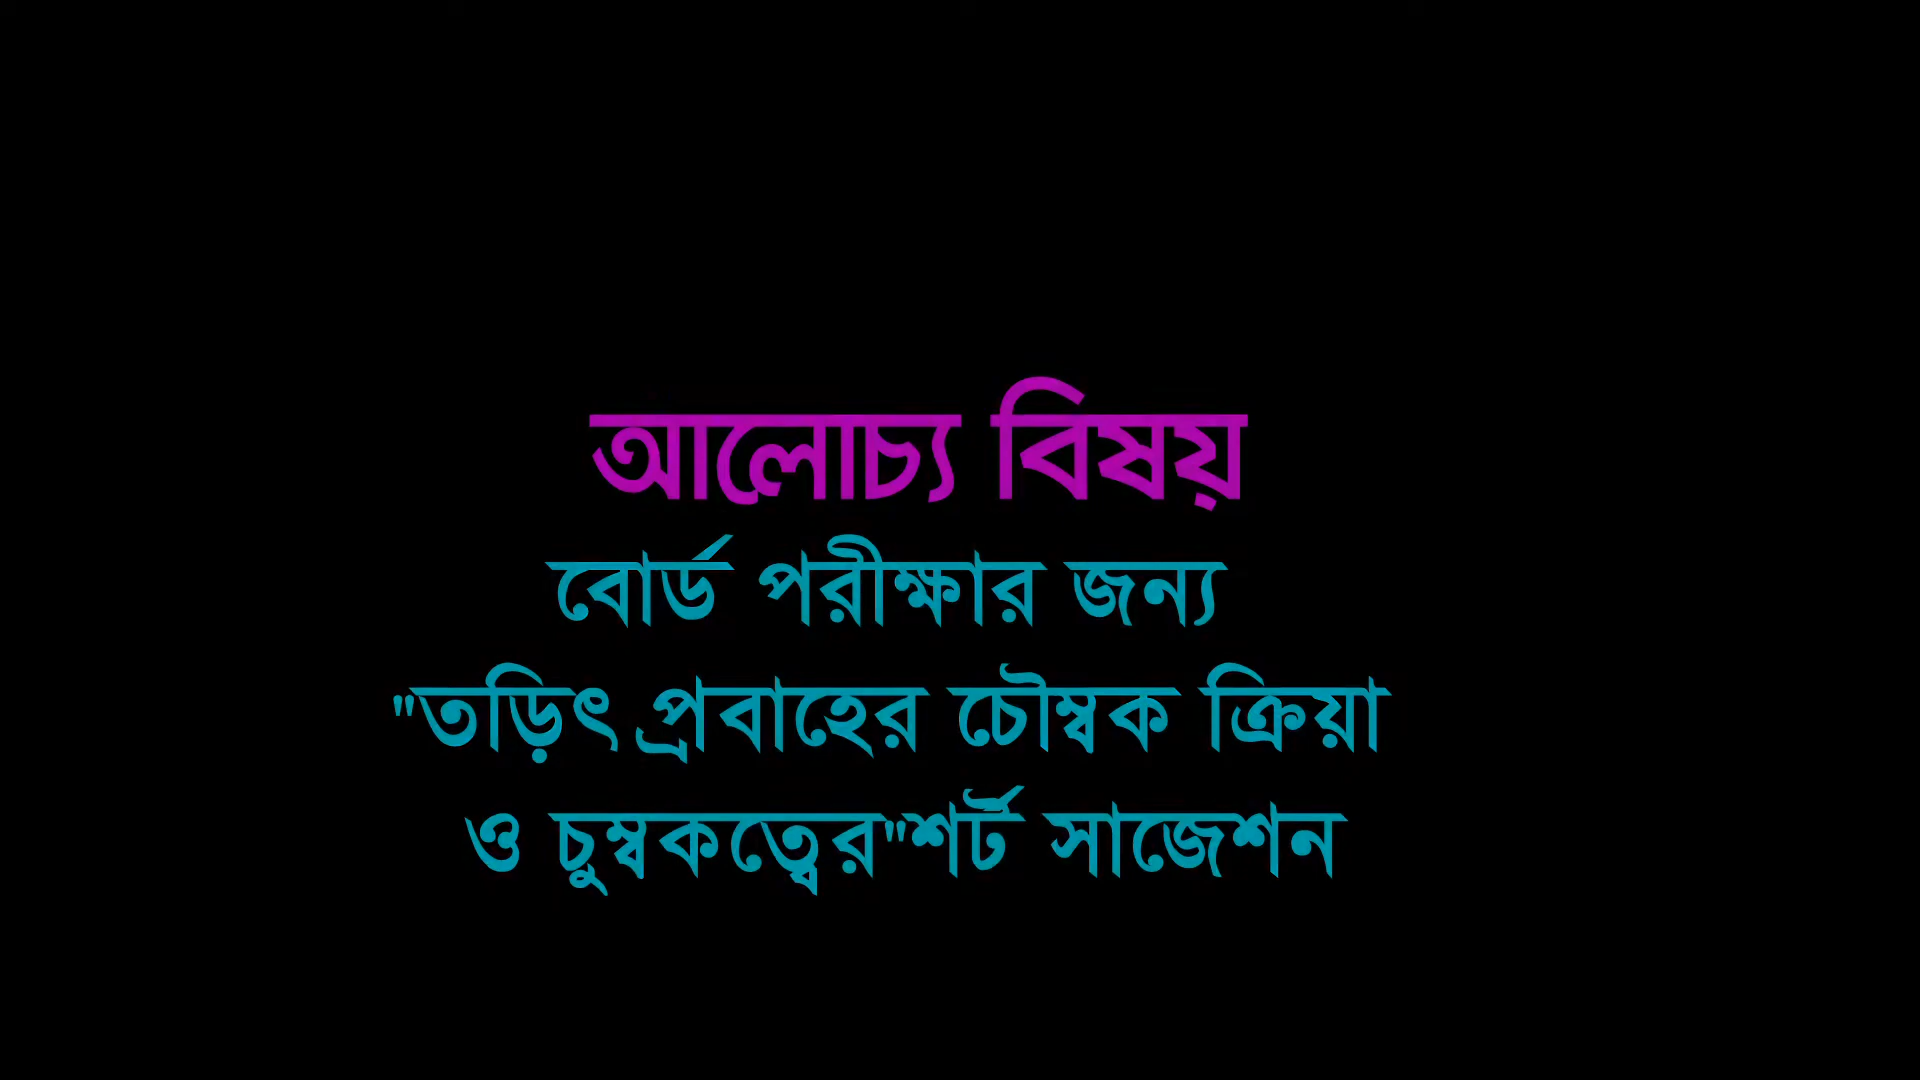 আলোচ্য বিষয়
বোর্ড পরীক্ষার জন্য
"তড়িৎ প্রবাহের চৌম্বক ক্রিয়া
ও চুম্বকত্বের"শর্ট সাজেশন